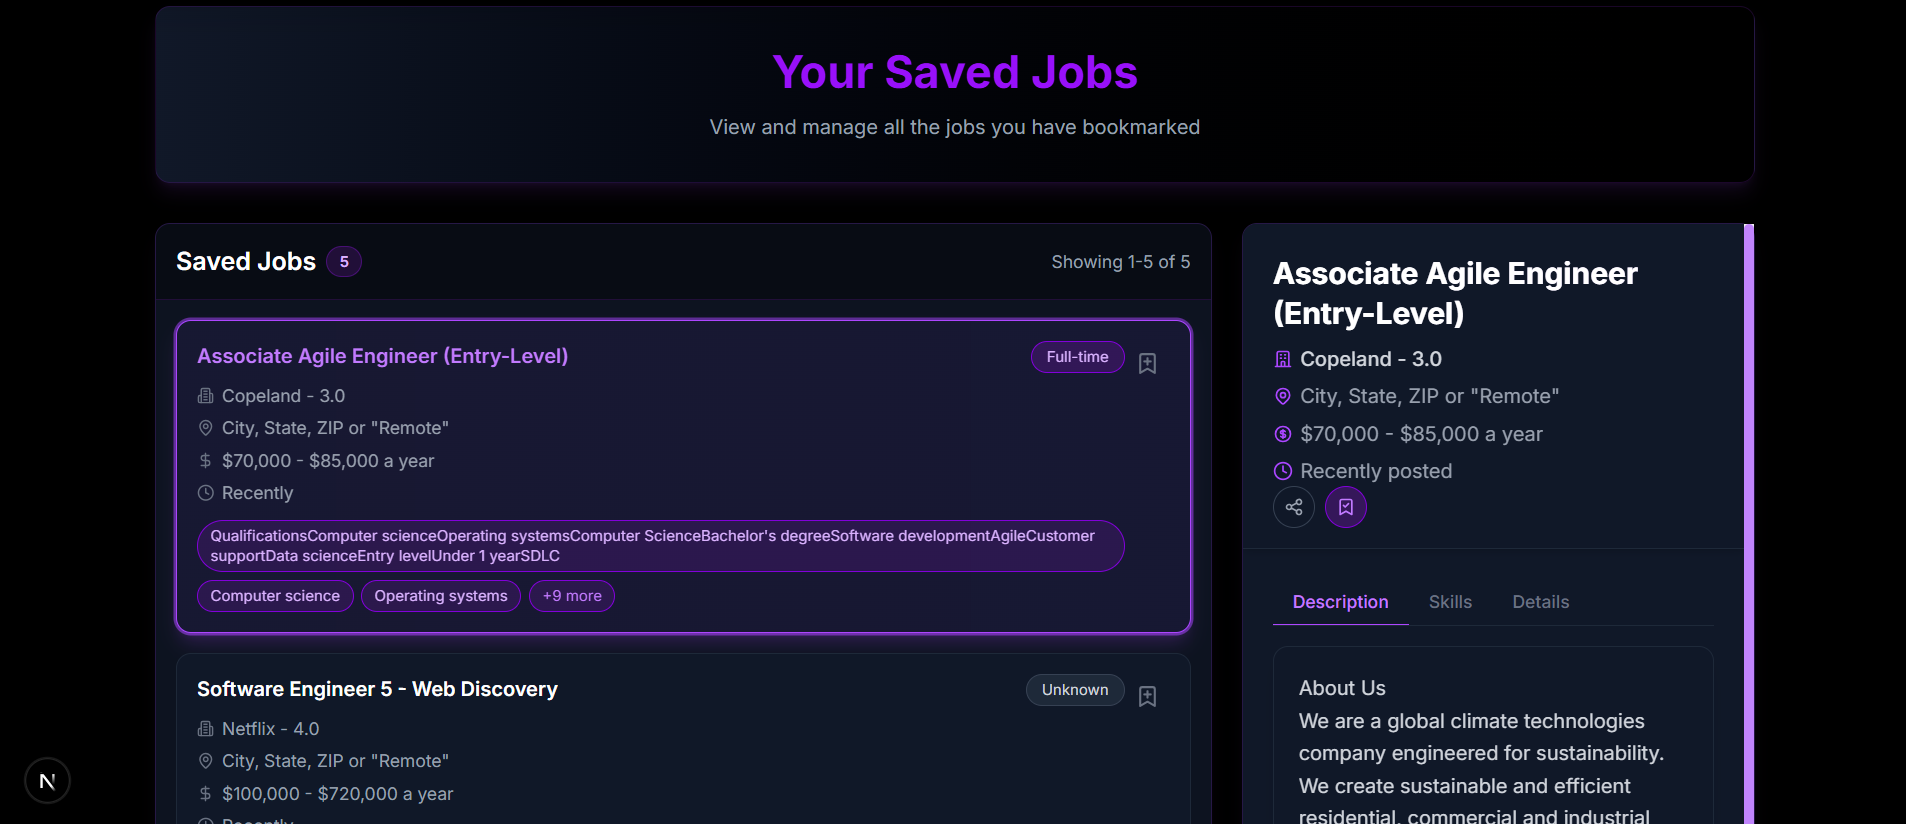 Your Saved Jobs
View and manage all the jobs you have bookmarked
Saved Jobs 5
Showing 1-5 of 5
Associate Agile Engineer (Entry-Level)
Full-time
Copeland - 3.0
City, State, ZIP or "Remote"
$70,000 - $85,000 a year
Recently
QualificationsComputer scienceOperating systemsComputer ScienceBachelor's degreeSoftware developmentAgileCustomer
supportData scienceEntry levelUnder 1 yearSDLC
Computer science
Operating systems
+9 more
Software Engineer 5 - Web Discovery
Unknown
Netflix - 4.0
City, State, ZIP or "Remote"
$100,000 - $720,000 a year
Recently
Associate Agile Engineer
(Entry-Level)
Copeland - 3.0
City, State, ZIP or "Remote"
$70,000 - $85,000 a year
Recently posted
Description
Skills
Details
About Us
We are a global climate technologies
company engineered for sustainability.
We create sustainable and efficient
residential, commercial and industrial
N